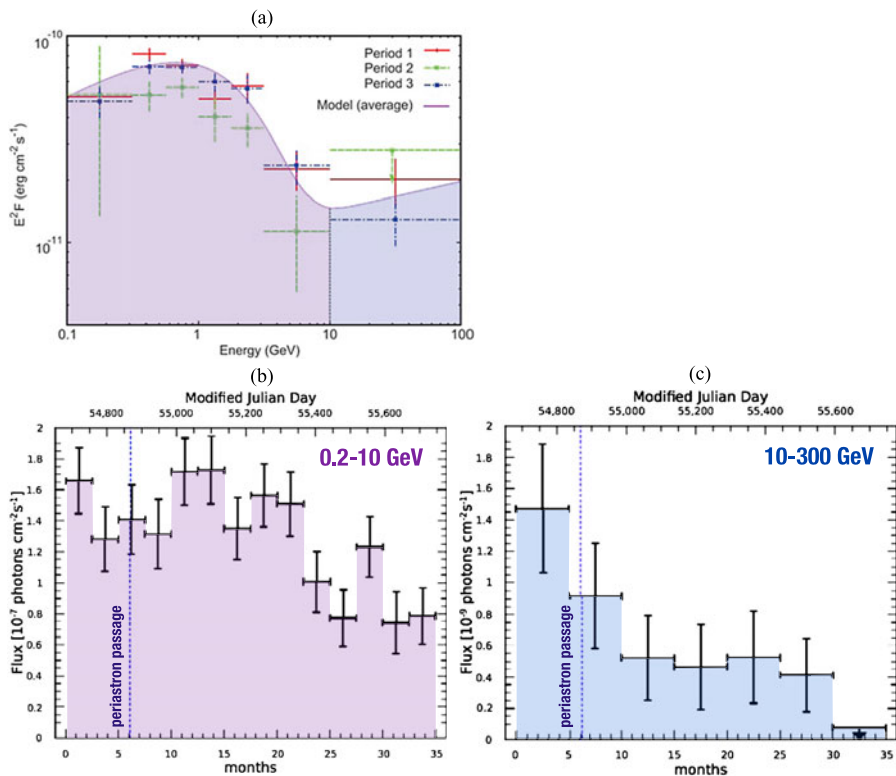 (a)
10⁻¹⁰
10⁻¹¹
E²F (erg cm⁻² s⁻¹)
Period 1
Period 2
Period 3
Model (average)
0.1 1 10 100
Energy (GeV)
(b)
Modified Julian Day
54,800 55,000 55,200 55,400 55,600
2
1.8
1.6
1.4
1.2
1
0.8
0.6
0.4
0.2
0
Flux [10⁻⁷ photons cm⁻²s⁻¹]
0.2-10 GeV
periastron passage
0 5 10 15 20 25 30 35
months
(c)
Modified Julian Day
54,800 55,000 55,200 55,400 55,600
2
1.8
1.6
1.4
1.2
1
0.8
0.6
0.4
0.2
0
Flux [10⁻⁹ photons cm⁻²s⁻¹]
10-300 GeV
periastron passage
0 5 10 15 20 25 30 35
months